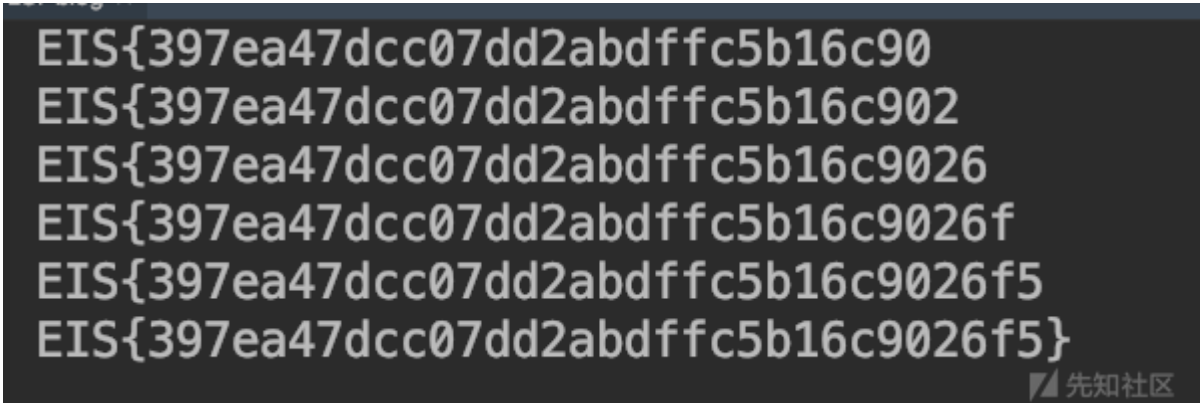 EIS{397ea47dcc07dd2abdffc5b16c90
EIS{397ea47dcc07dd2abdffc5b16c902
EIS{397ea47dcc07dd2abdffc5b16c9026
EIS{397ea47dcc07dd2abdffc5b16c9026f
EIS{397ea47dcc07dd2abdffc5b16c9026f5
EIS{397ea47dcc07dd2abdffc5b16c9026f5}
先知社区